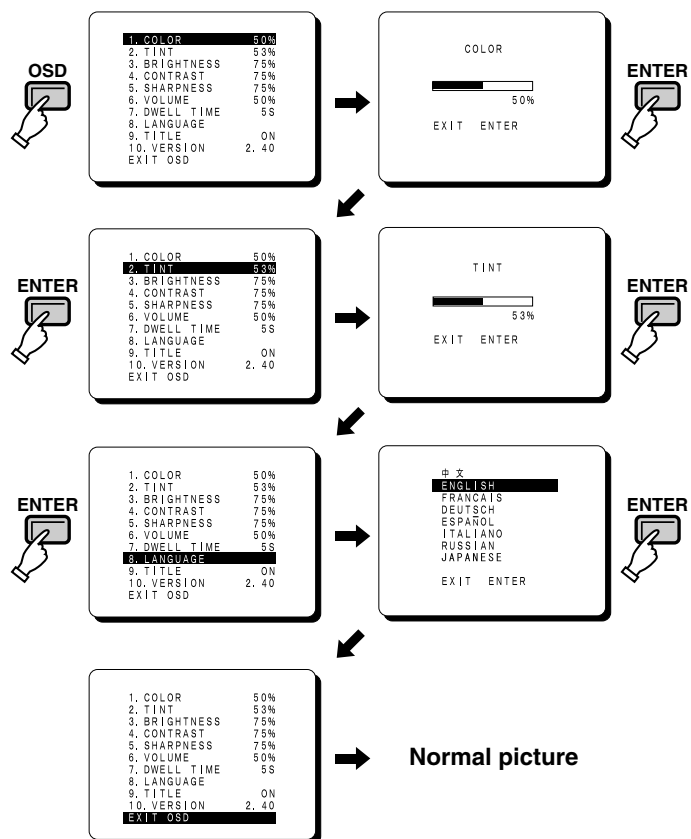 OSD
1. COLOR 50%
2. TINT 53%
3. BRIGHTNESS 75%
4. CONTRAST 75%
5. SHARPNESS 75%
6. VOLUME 50%
7. DWELL TIME 5S
8. LANGUAGE
9. TITLE ON
10. VERSION 2. 40
EXIT OSD
COLOR
50%
EXIT ENTER
ENTER
ENTER
1. COLOR 50%
2. TINT 53%
3. BRIGHTNESS 75%
4. CONTRAST 75%
5. SHARPNESS 75%
6. VOLUME 50%
7. DWELL TIME 5S
8. LANGUAGE
9. TITLE ON
10. VERSION 2. 40
EXIT OSD
TINT
53%
EXIT ENTER
ENTER
ENTER
1. COLOR 50%
2. TINT 53%
3. BRIGHTNESS 75%
4. CONTRAST 75%
5. SHARPNESS 75%
6. VOLUME 50%
7. DWELL TIME 5S
8. LANGUAGE
9. TITLE ON
10. VERSION 2. 40
EXIT OSD
中文
ENGLISH
FRANCAIS
DEUTSCH
ESPAÑOL
ITALIANO
RUSSIAN
JAPANESE
EXIT ENTER
ENTER
1. COLOR 50%
2. TINT 53%
3. BRIGHTNESS 75%
4. CONTRAST 75%
5. SHARPNESS 75%
6. VOLUME 50%
7. DWELL TIME 5S
8. LANGUAGE
9. TITLE ON
10. VERSION 2. 40
EXIT OSD
Normal picture